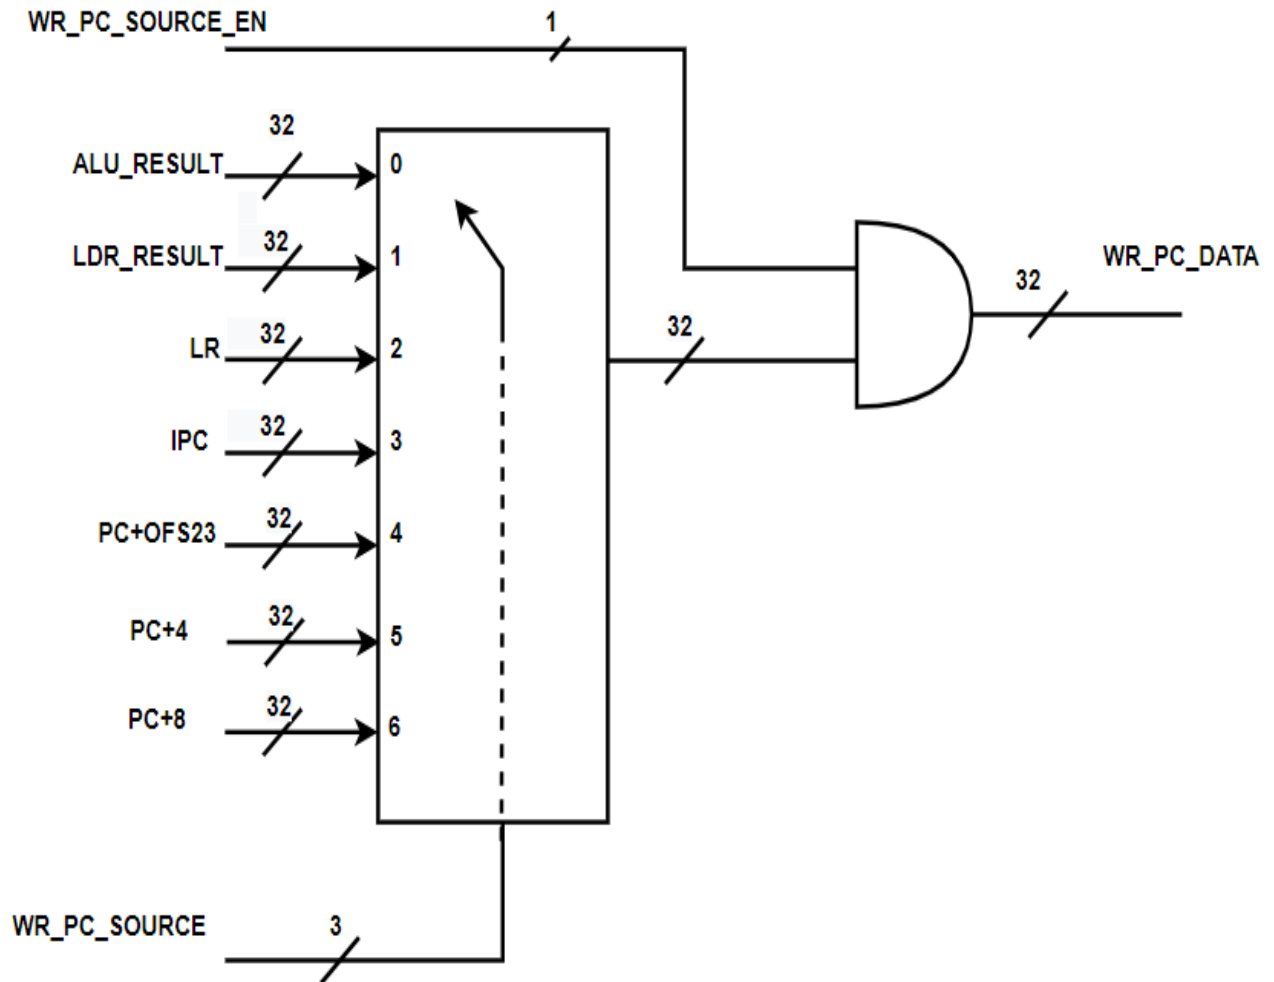 WR_PC_SOURCE_EN
1
32
ALU_RESULT
0
32
LDR_RESULT
1
WR_PC_DATA
32
32
LR
2
32
32
IPC
3
32
PC+OFS23
4
32
PC+4
5
32
PC+8
6
WR_PC_SOURCE
3